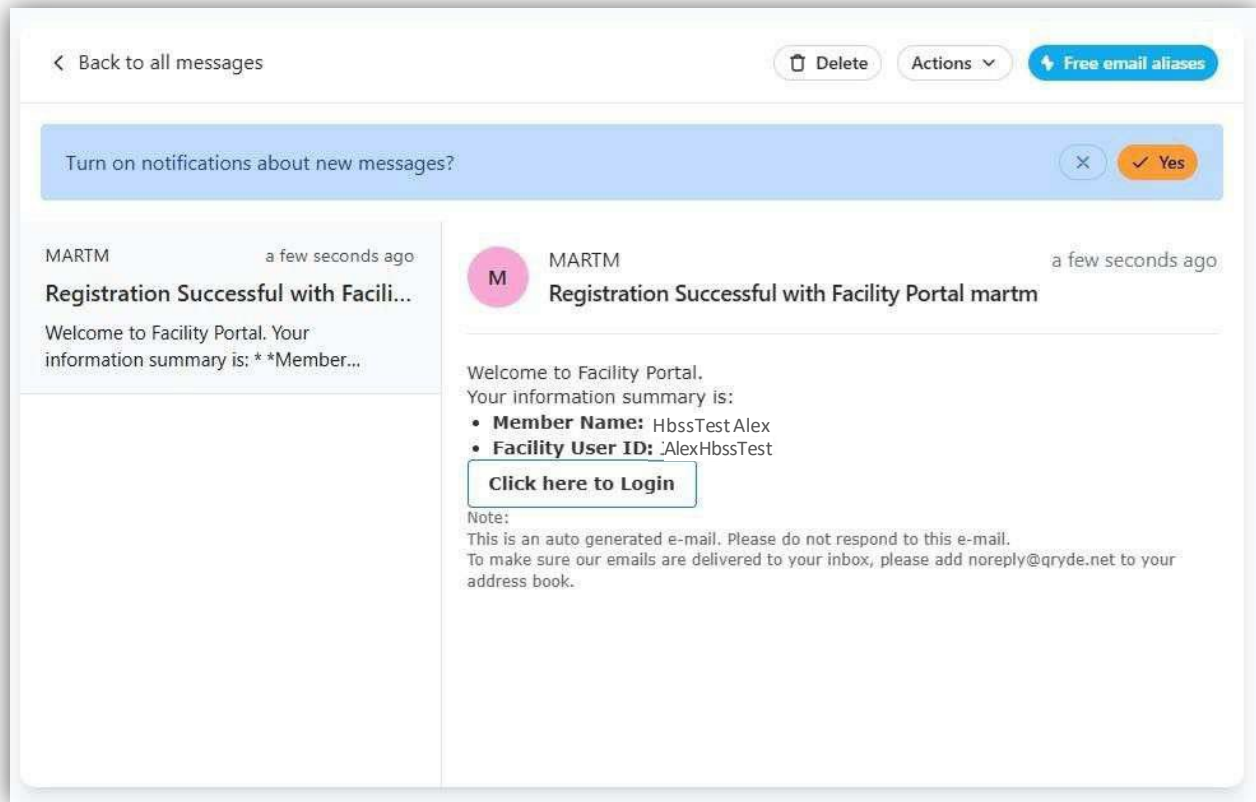 Back to all messages
Delete
Actions
Free email aliases
Turn on notifications about new messages?
Yes
MARTM
a few seconds ago
Registration Successful with Facili...
Welcome to Facility Portal. Your
information summary is: * *Member...
M
MARTM
a few seconds ago
Registration Successful with Facility Portal martm
Welcome to Facility Portal.
Your information summary is:
• Member Name: HbssTest Alex
• Facility User ID: AlexHbssTest
Click here to Login
Note:
This is an auto generated e-mail. Please do not respond to this e-mail.
To make sure our emails are delivered to your inbox, please add noreply@qryde.net to your
address book.